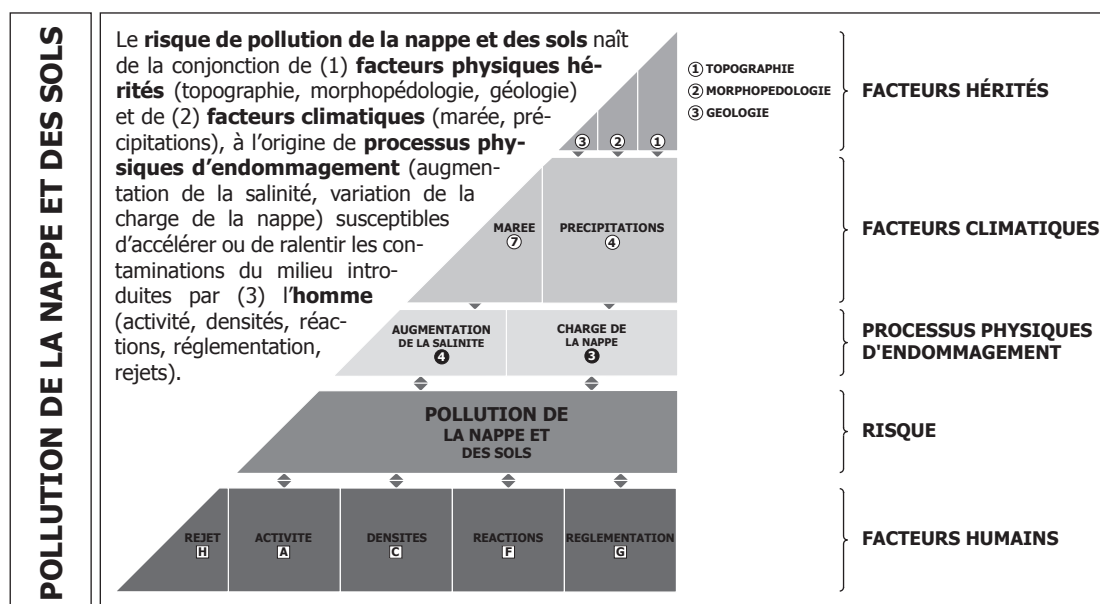 POLLUTION DE LA NAPPE ET DES SOLS
Le risque de pollution de la nappe et des sols naît
de la conjonction de (1) facteurs physiques hé-
rités (topographie, morphopédologie, géologie)
et de (2) facteurs climatiques (marée, pré-
cipitations), à l'origine de processus phy-
siques d'endommagement (augmen-
tation de la salinité, variation de la
charge de la nappe) susceptibles
d'accélérer ou de ralentir les con-
taminations du milieu intro-
duites par (3) l'homme
(activité, densités, réac-
tions, réglementation,
rejets).
③ ② ①
① TOPOGRAPHIE
② MORPHOPEDOLOGIE
③ GEOLOGIE
FACTEURS HÉRITÉS
MAREE
⑦
PRECIPITATIONS
④
FACTEURS CLIMATIQUES
AUGMENTATION
DE LA SALINITE
❹
CHARGE DE
LA NAPPE
❸
PROCESSUS PHYSIQUES
D'ENDOMMAGEMENT
POLLUTION DE
LA NAPPE ET
DES SOLS
RISQUE
REJET
H
ACTIVITE
A
DENSITES
C
REACTIONS
F
REGLEMENTATION
G
FACTEURS HUMAINS